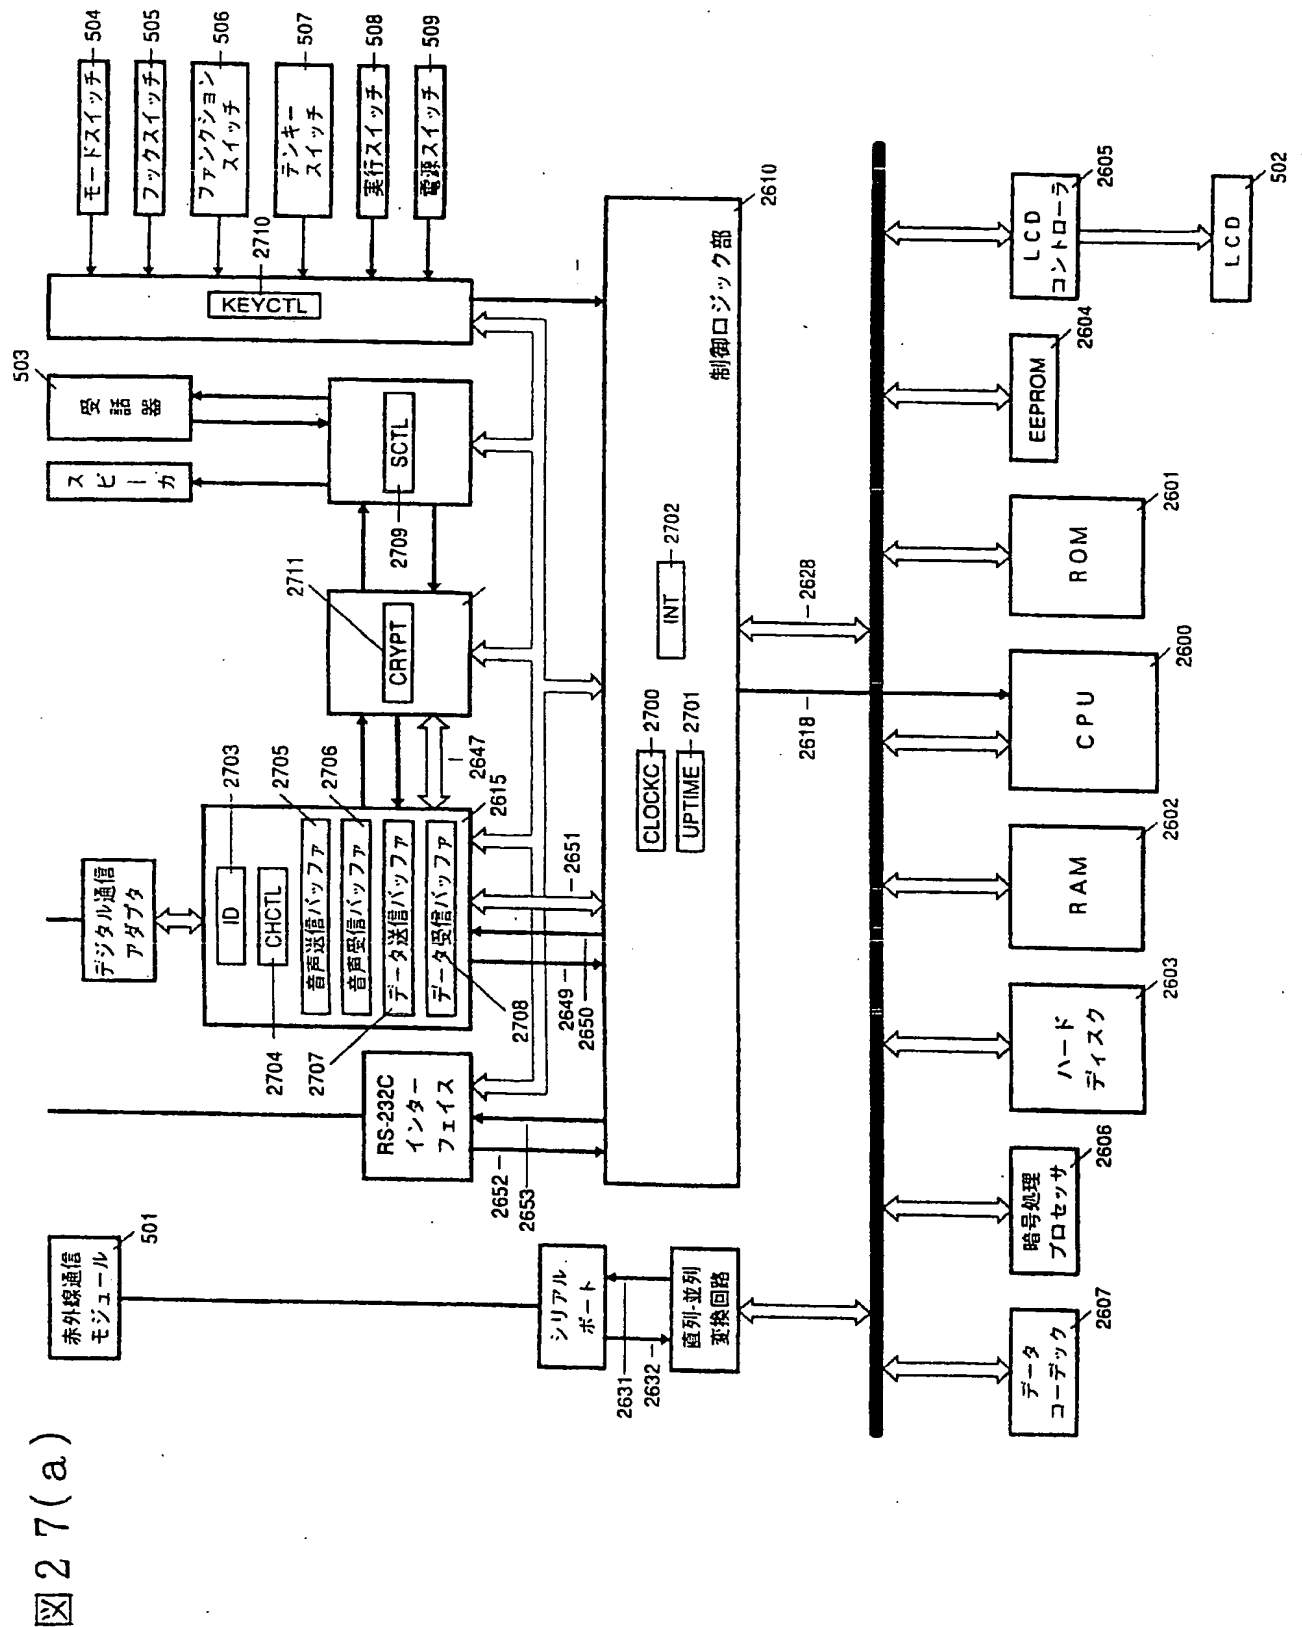 図27(a)
赤外線通信
モジュール
501
デジタル通信
アダプタ
スピーカ
受話器
503
モードスイッチ
504
フックスイッチ
505
ファンクション
スイッチ
506
テンキー
スイッチ
507
実行スイッチ
508
電源スイッチ
509
KEYCTL
2710
ID
2703
CHCTL
2704
音声送信バッファ
2705
音声受信バッファ
2706
データ送信バッファ
2707
データ受信バッファ
2708
2615
2647
CRYPT
2711
SCTL
2709
RS-232C
インター
フェイス
2652
2653
2649
2650
2651
シリアル
ポート
2631
2632
直列-並列
変換回路
CLOCKC
2700
UPTIME
2701
INT
2702
制御ロジック部
2610
2618
2628
データ
コーデック
2607
暗号処理
プロセッサ
2606
ハード
ディスク
2603
RAM
2602
CPU
2600
ROM
2601
EEPROM
2604
LCD
コントローラ
2605
LCD
502